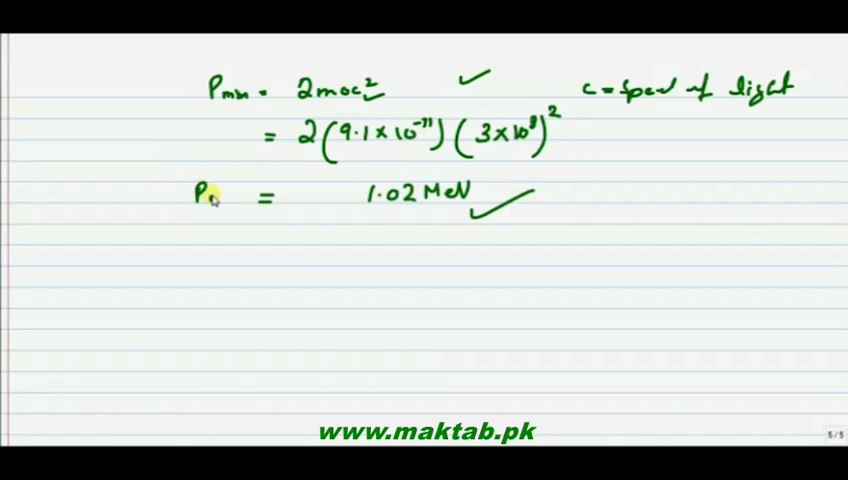 Pmin = 2moc²  c = speed of light
= 2(9.1×10⁻³¹)(3×10⁸)²
P = 1.02 MeV
www.maktab.pk
5/5